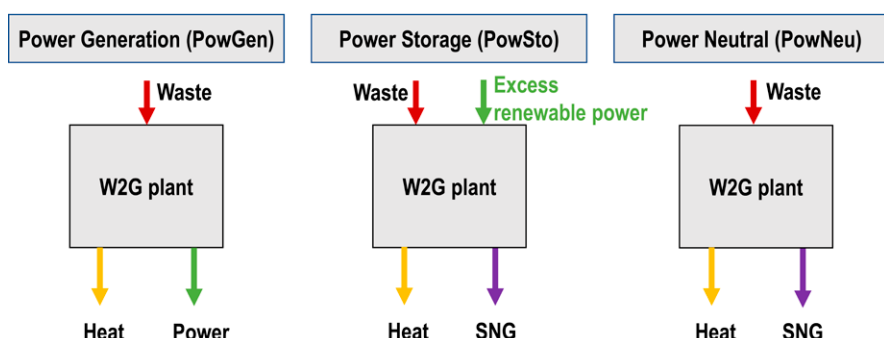 Power Generation (PowGen)
Power Storage (PowSto)
Power Neutral (PowNeu)
Waste
Waste
Excess
renewable power
Waste
W2G plant
W2G plant
W2G plant
Heat
Power
Heat
SNG
Heat
SNG